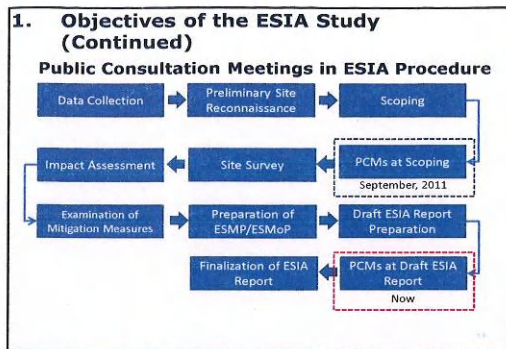 1. Objectives of the ESIA Study
(Continued)
Public Consultation Meetings in ESIA Procedure
Data Collection
Preliminary Site
Reconnaissance
Scoping
PCMs at Scoping
September, 2011
Site Survey
Impact Assessment
Examination of
Mitigation Measures
Preparation of
ESMP/ESMoP
Draft ESIA Report
Preparation
PCMs at Draft ESIA
Report
Now
Finalization of ESIA
Report